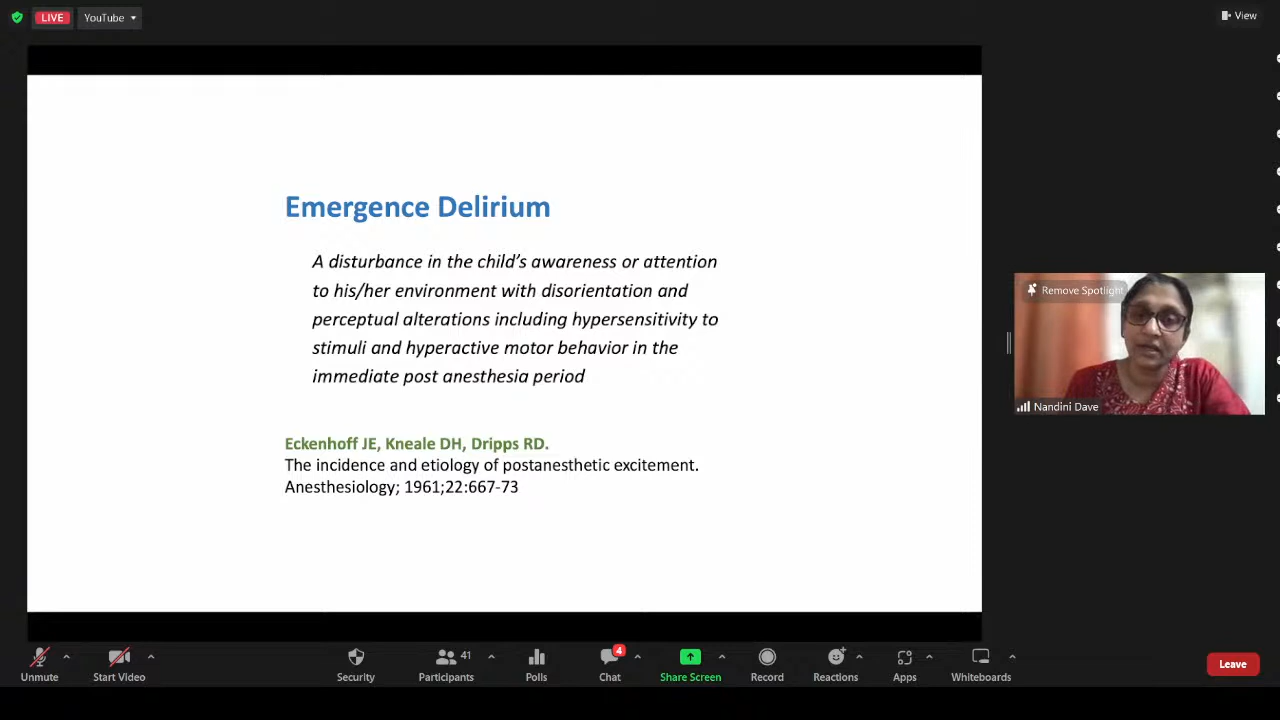 LIVE
YouTube
View
Emergence Delirium
A disturbance in the child’s awareness or attention
to his/her environment with disorientation and
perceptual alterations including hypersensitivity to
stimuli and hyperactive motor behavior in the
immediate post anesthesia period
Eckenhoff JE, Kneale DH, Dripps RD.
The incidence and etiology of postanesthetic excitement.
Anesthesiology; 1961;22:667-73
Remove Spotlight
Nandini Dave
Unmute
Start Video
Security
41
Participants
Polls
4
Chat
Share Screen
Record
Reactions
Apps
Whiteboards
Leave